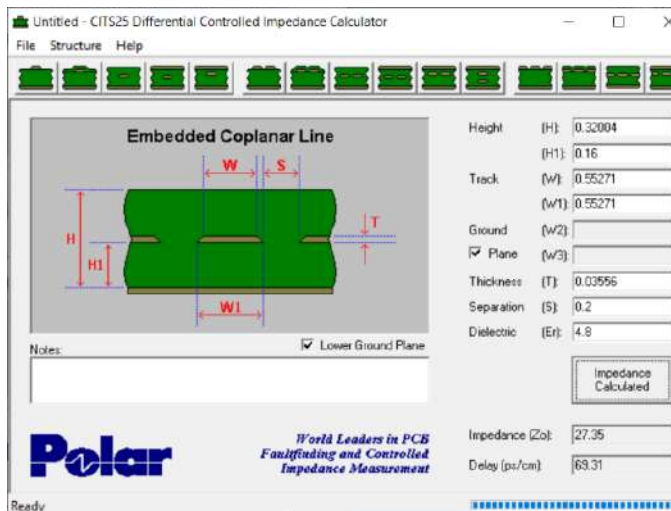 Untitled - CITS25 Differential Controlled Impedance Calculator
File Structure Help
Embedded Coplanar Line
W
S
T
H
H1
W1
Height (H): 0.32004
(H1): 0.16
Track (W): 0.55271
(W1): 0.55271
Ground (W2):
Plane (W3):
Thickness (T): 0.03556
Separation (S): 0.2
Dielectric (Er): 4.8
Notes:
Lower Ground Plane
Impedance
Calculated
Polar
World Leaders in PCB
Faultfinding and Controlled
Impedance Measurement
Impedance (Zo): 27.35
Delay (ps/cm): 69.31
Ready